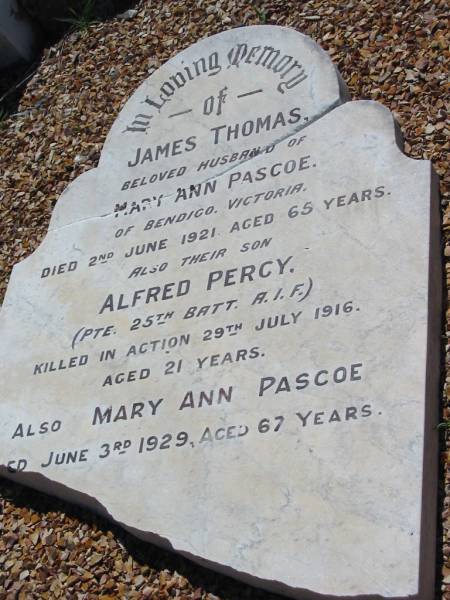 In Loving Memory
— OF —
JAMES THOMAS,
BELOVED HUSBAND OF
MARY ANN PASCOE.
OF BENDIGO, VICTORIA.
DIED 2ND JUNE 1921 AGED 65 YEARS.
ALSO THEIR SON
ALFRED PERCY.
(PTE. 25TH BATT. A.I.F.)
KILLED IN ACTION 29TH JULY 1916.
AGED 21 YEARS.
ALSO MARY ANN PASCOE
ED JUNE 3RD 1929, AGED 67 YEARS.